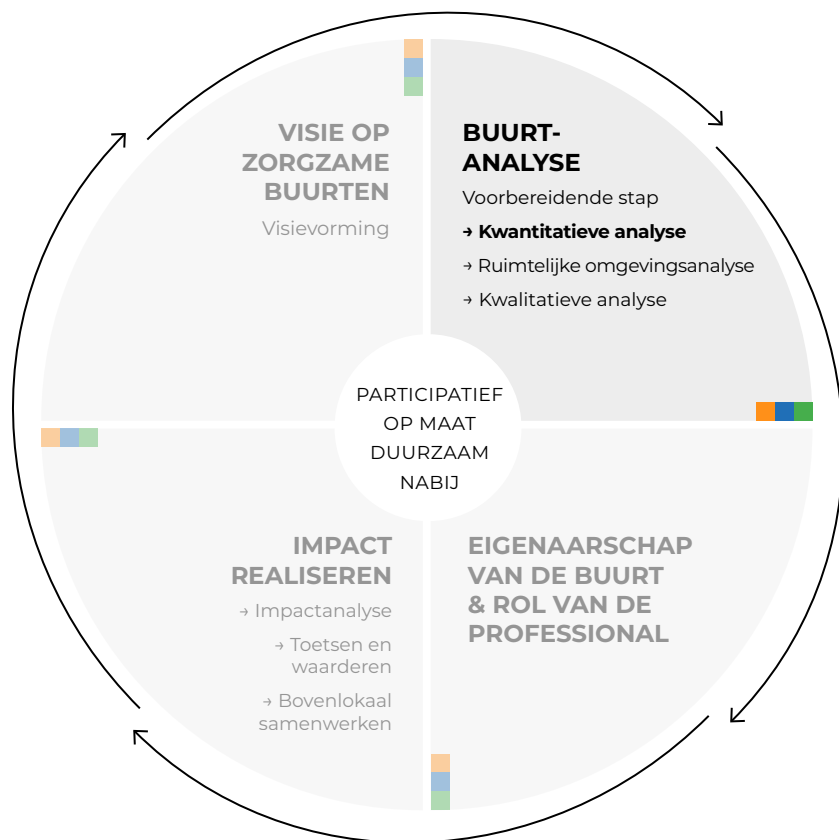 VISIE OP
ZORGZAME
BUURTEN
Visievorming
BUURT-
ANALYSE
Voorbereidende stap
→ Kwantitatieve analyse
→ Ruimtelijke omgevingsanalyse
→ Kwalitatieve analyse
PARTICIPATIEF
OP MAAT
DUURZAAM
NABIJ
IMPACT
REALISEREN
→ Impactanalyse
→ Toetsen en
waarderen
→ Bovenlokaal
samenwerken
EIGENAARSCHAP
VAN DE BUURT
& ROL VAN DE
PROFESSIONAL